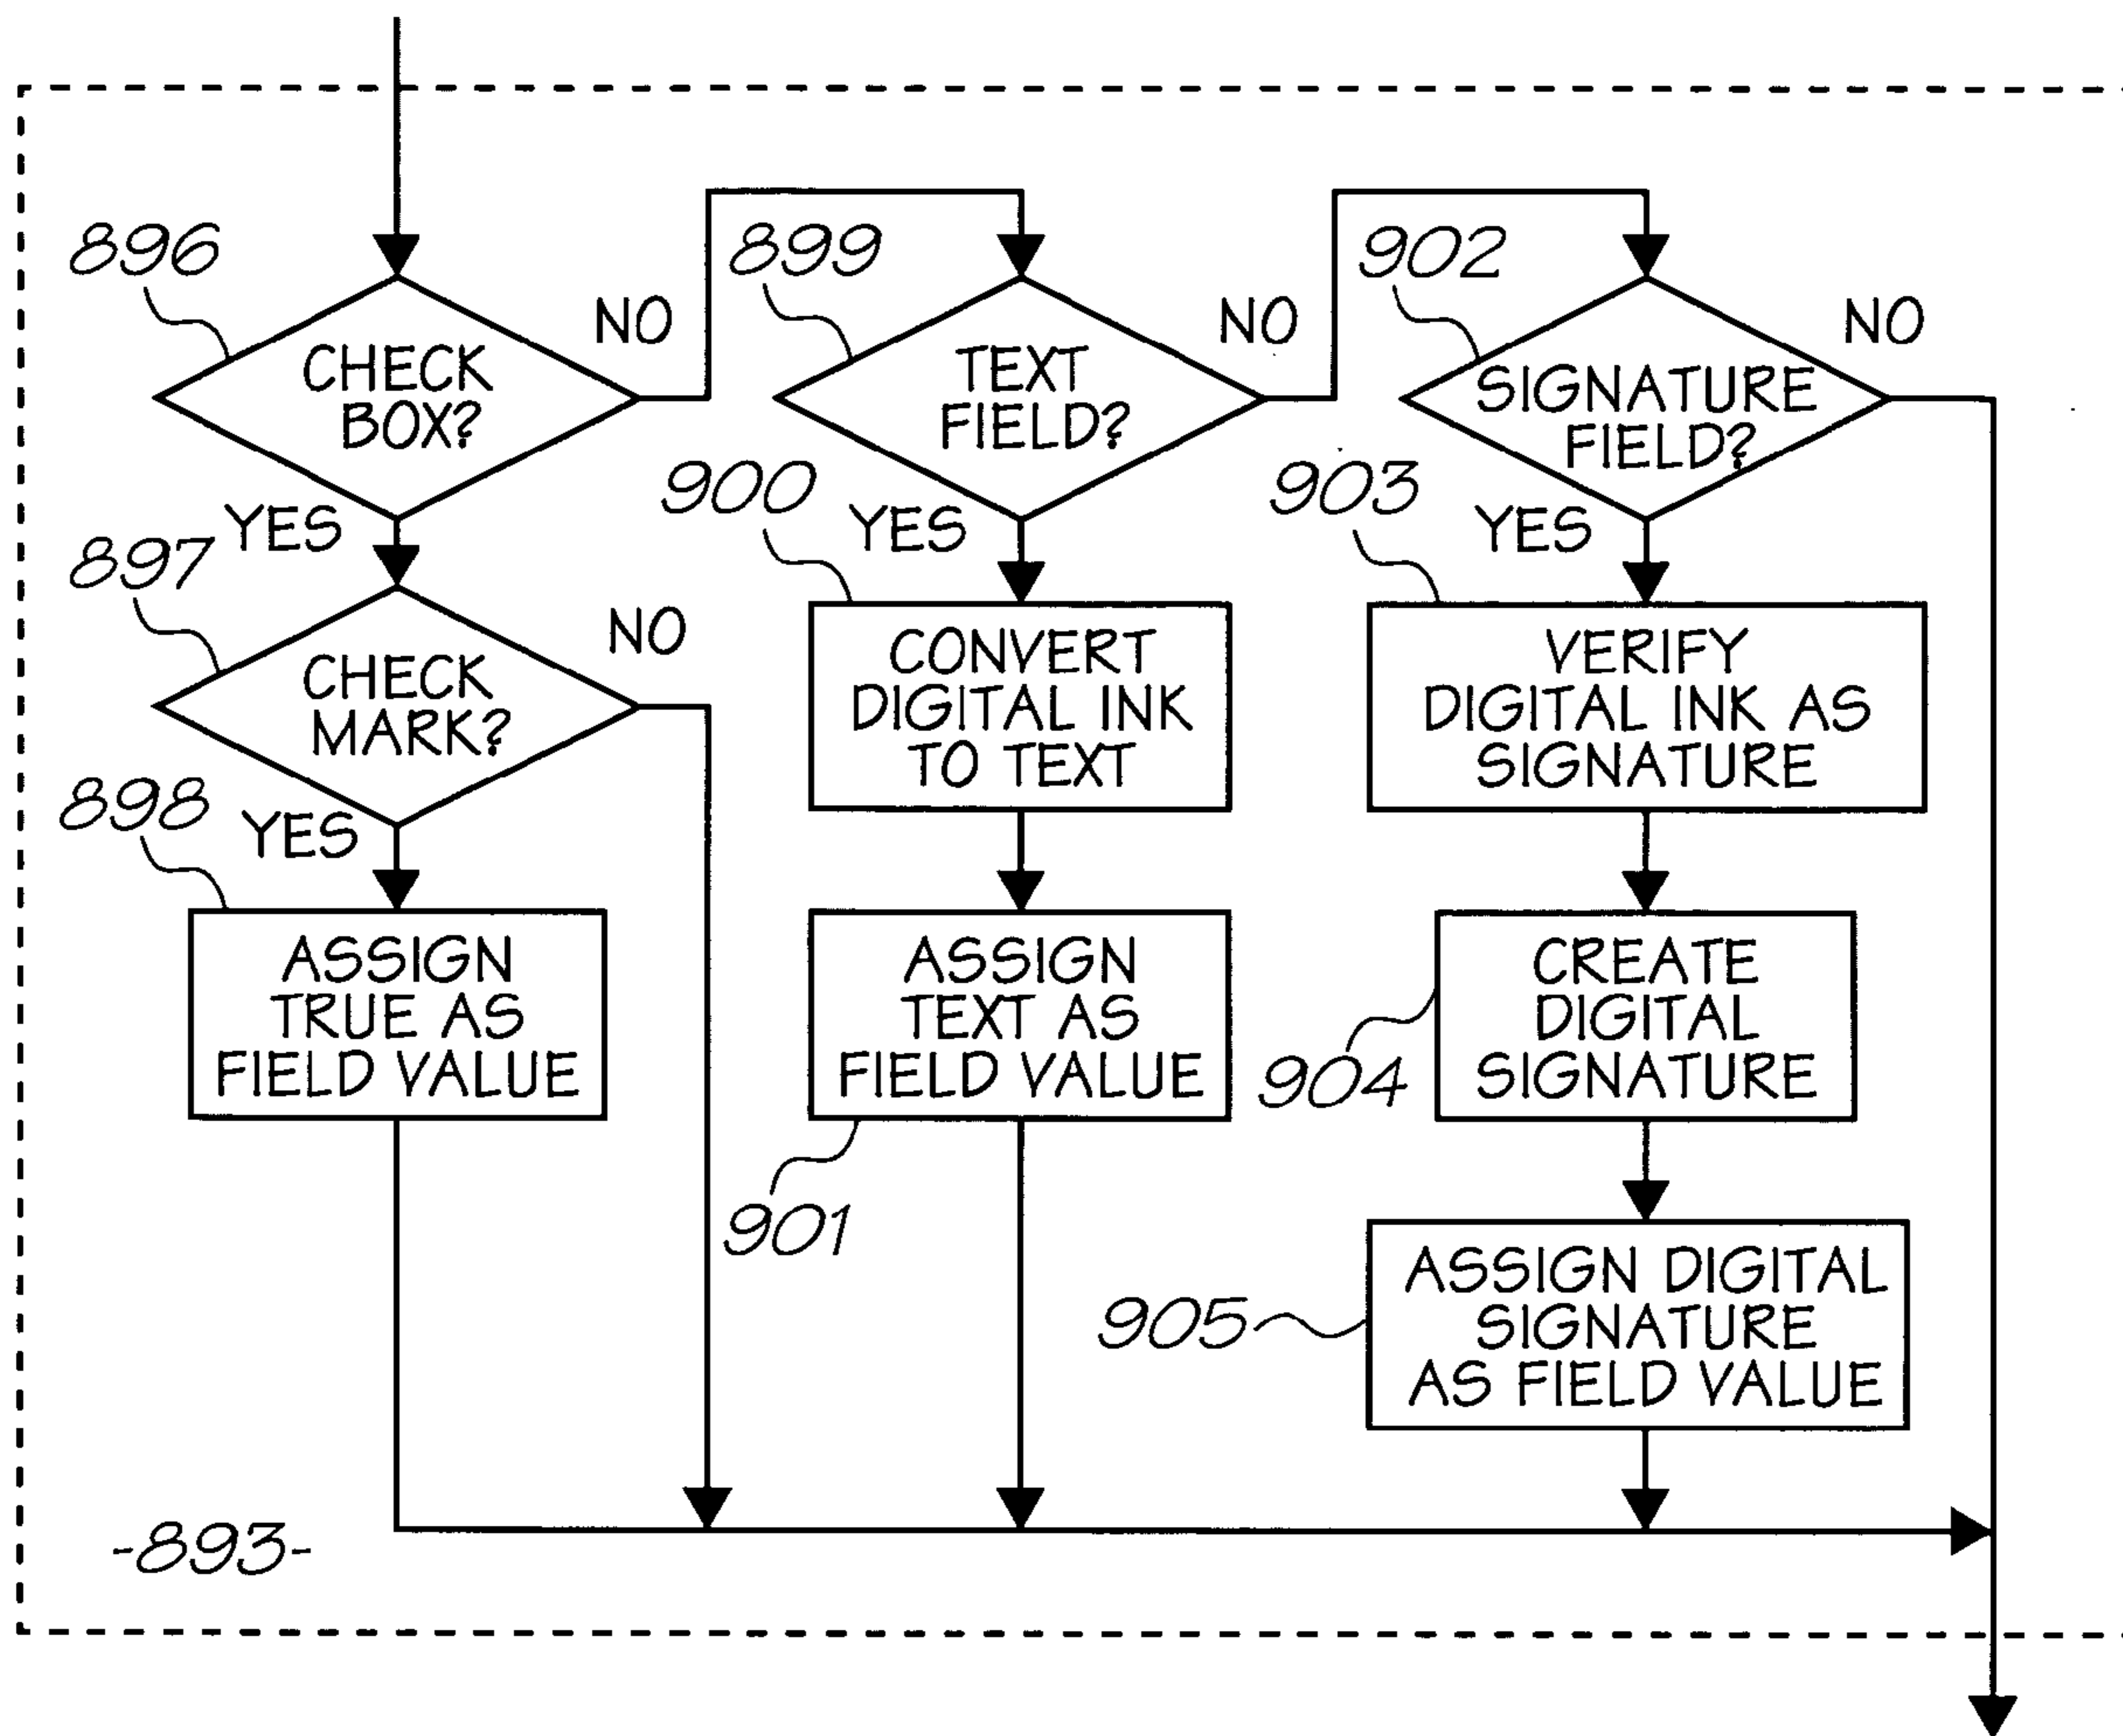 896
CHECK
BOX?
NO
YES
897
CHECK
MARK?
NO
YES
898
ASSIGN
TRUE AS
FIELD VALUE
899
TEXT
FIELD?
NO
YES
900
CONVERT
DIGITAL INK
TO TEXT
ASSIGN
TEXT AS
FIELD VALUE
901
902
SIGNATURE
FIELD?
NO
YES
903
VERIFY
DIGITAL INK AS
SIGNATURE
CREATE
DIGITAL
SIGNATURE
904
ASSIGN DIGITAL
SIGNATURE
AS FIELD VALUE
905
-893-